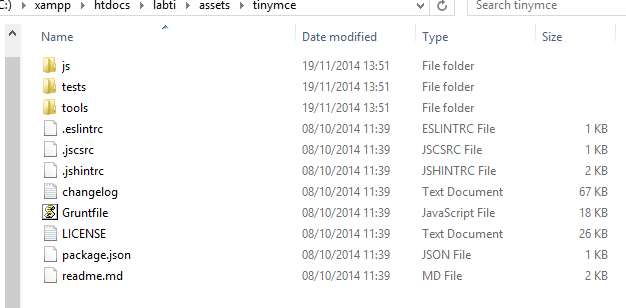 C:) xampp htdocs labti assets tinymce Search tinymce
Name Date modified Type Size
js 19/11/2014 13:51 File folder
tests 19/11/2014 13:51 File folder
tools 19/11/2014 13:51 File folder
.eslintrc 08/10/2014 11:39 ESLINTRC File 1 KB
.jscsrc 08/10/2014 11:39 JSCSRC File 1 KB
.jshintrc 08/10/2014 11:39 JSHINTRC File 2 KB
changelog 08/10/2014 11:39 Text Document 67 KB
Gruntfile 08/10/2014 11:39 JavaScript File 18 KB
LICENSE 08/10/2014 11:39 Text Document 26 KB
package.json 08/10/2014 11:39 JSON File 1 KB
readme.md 08/10/2014 11:39 MD File 2 KB